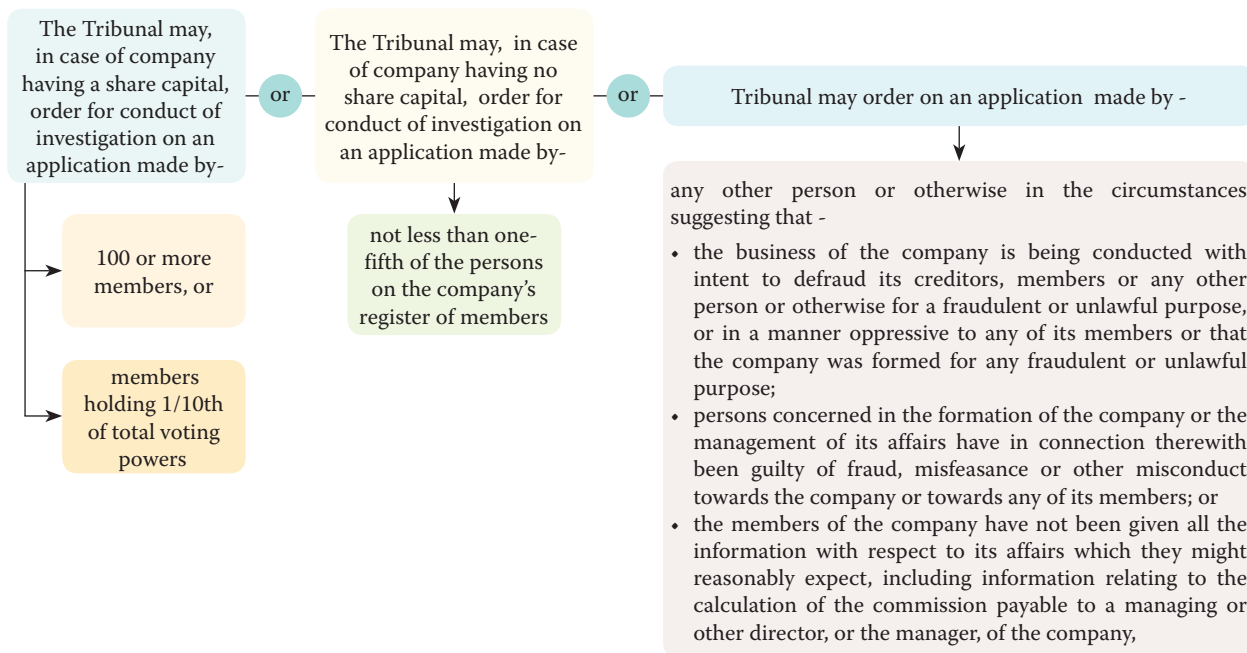 The Tribunal may,
in case of company
having a share capital,
order for conduct of
investigation on an
application made by-
100 or more
members, or
members
holding 1/10th
of total voting
powers
or
The Tribunal may, in case
of company having no
share capital, order for
conduct of investigation on
an application made by-
not less than one-
fifth of the persons
on the company's
register of members
or
Tribunal may order on an application made by -
any other person or otherwise in the circumstances
suggesting that -
• the business of the company is being conducted with
intent to defraud its creditors, members or any other
person or otherwise for a fraudulent or unlawful purpose,
or in a manner oppressive to any of its members or that
the company was formed for any fraudulent or unlawful
purpose;
• persons concerned in the formation of the company or the
management of its affairs have in connection therewith
been guilty of fraud, misfeasance or other misconduct
towards the company or towards any of its members; or
• the members of the company have not been given all the
information with respect to its affairs which they might
reasonably expect, including information relating to the
calculation of the commission payable to a managing or
other director, or the manager, of the company,